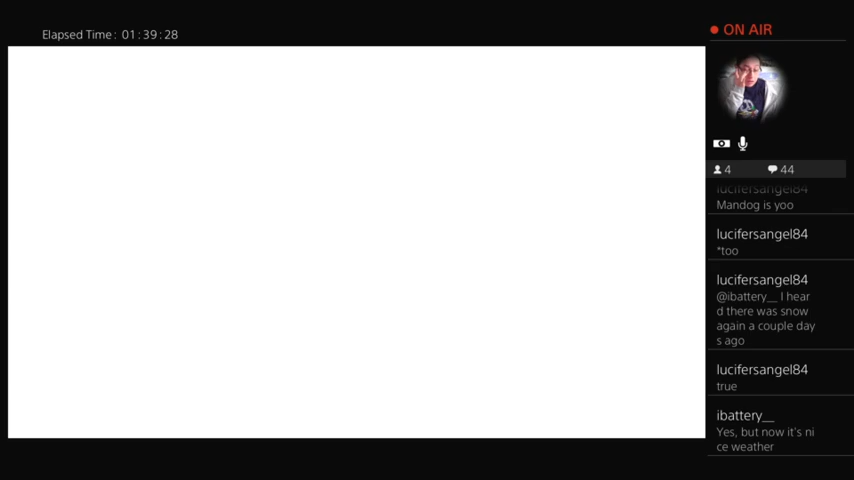 Elapsed Time: 01:39:28
ON AIR
4 44
lucifersangel84
Mandog is yoo
lucifersangel84
*too
lucifersangel84
@ibattery__ I hear
d there was snow
again a couple day
s ago
lucifersangel84
true
ibattery__
Yes, but now it's ni
ce weather